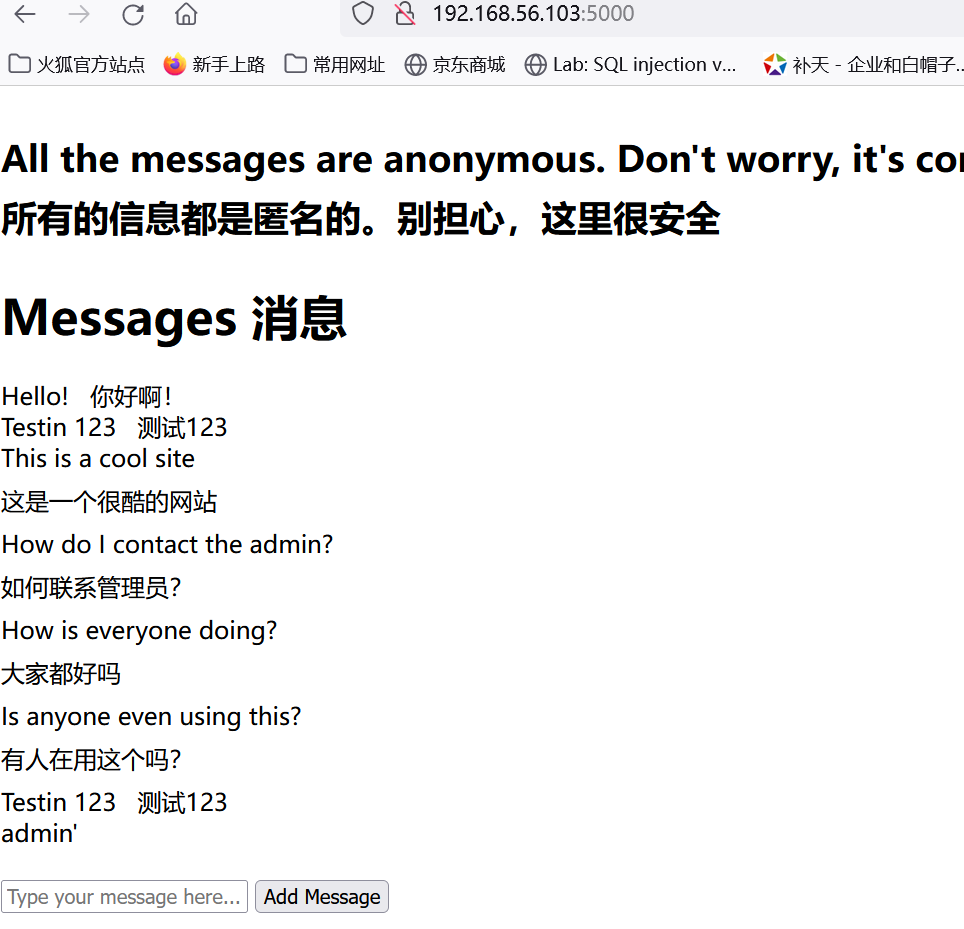 192.168.56.103:5000
火狐官方站点 新手上路 常用网址 京东商城 Lab: SQL injection v... 补天 - 企业和白帽子...
All the messages are anonymous. Don't worry, it's
所有的信息都是匿名的。别担心，这里很安全
Messages 消息
Hello! 你好啊！
Testin 123 测试123
This is a cool site
这是一个很酷的网站
How do I contact the admin?
如何联系管理员？
How is everyone doing?
大家都好吗
Is anyone even using this?
有人在用这个吗？
Testin 123 测试123
admin'
Type your message here... Add Message